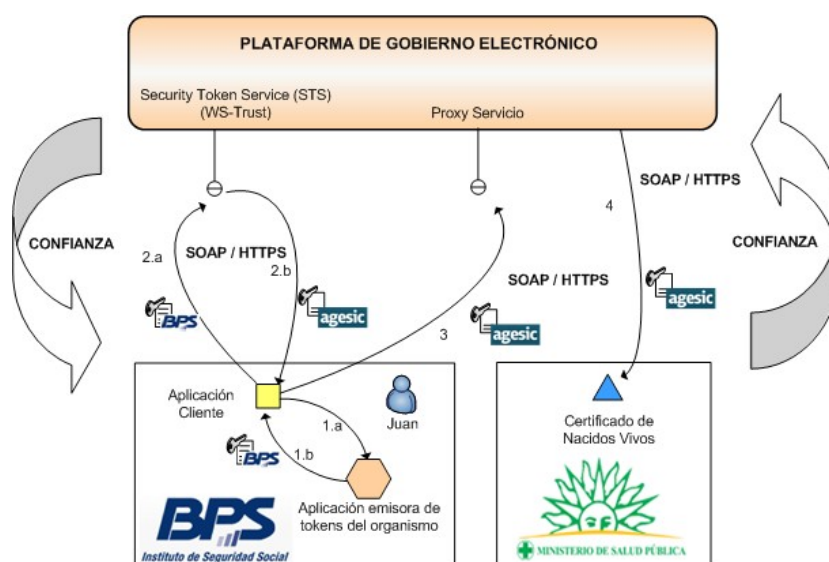 PLATAFORMA DE GOBIERNO ELECTRÓNICO
Security Token Service (STS)
(WS-Trust)
Proxy Servicio
SOAP / HTTPS
4
CONFIANZA
CONFIANZA
2.a
SOAP / HTTPS
2.b
SOAP / HTTPS
BPS
agesic
agesic
agesic
3
Aplicación
Cliente
Juan
1.a
1.b
BPS
Certificado de
Nacidos Vivos
Aplicación emisora de
tokens del organismo
BPS
Instituto de Seguridad Social
MINISTERIO DE SALUD PÚBLICA